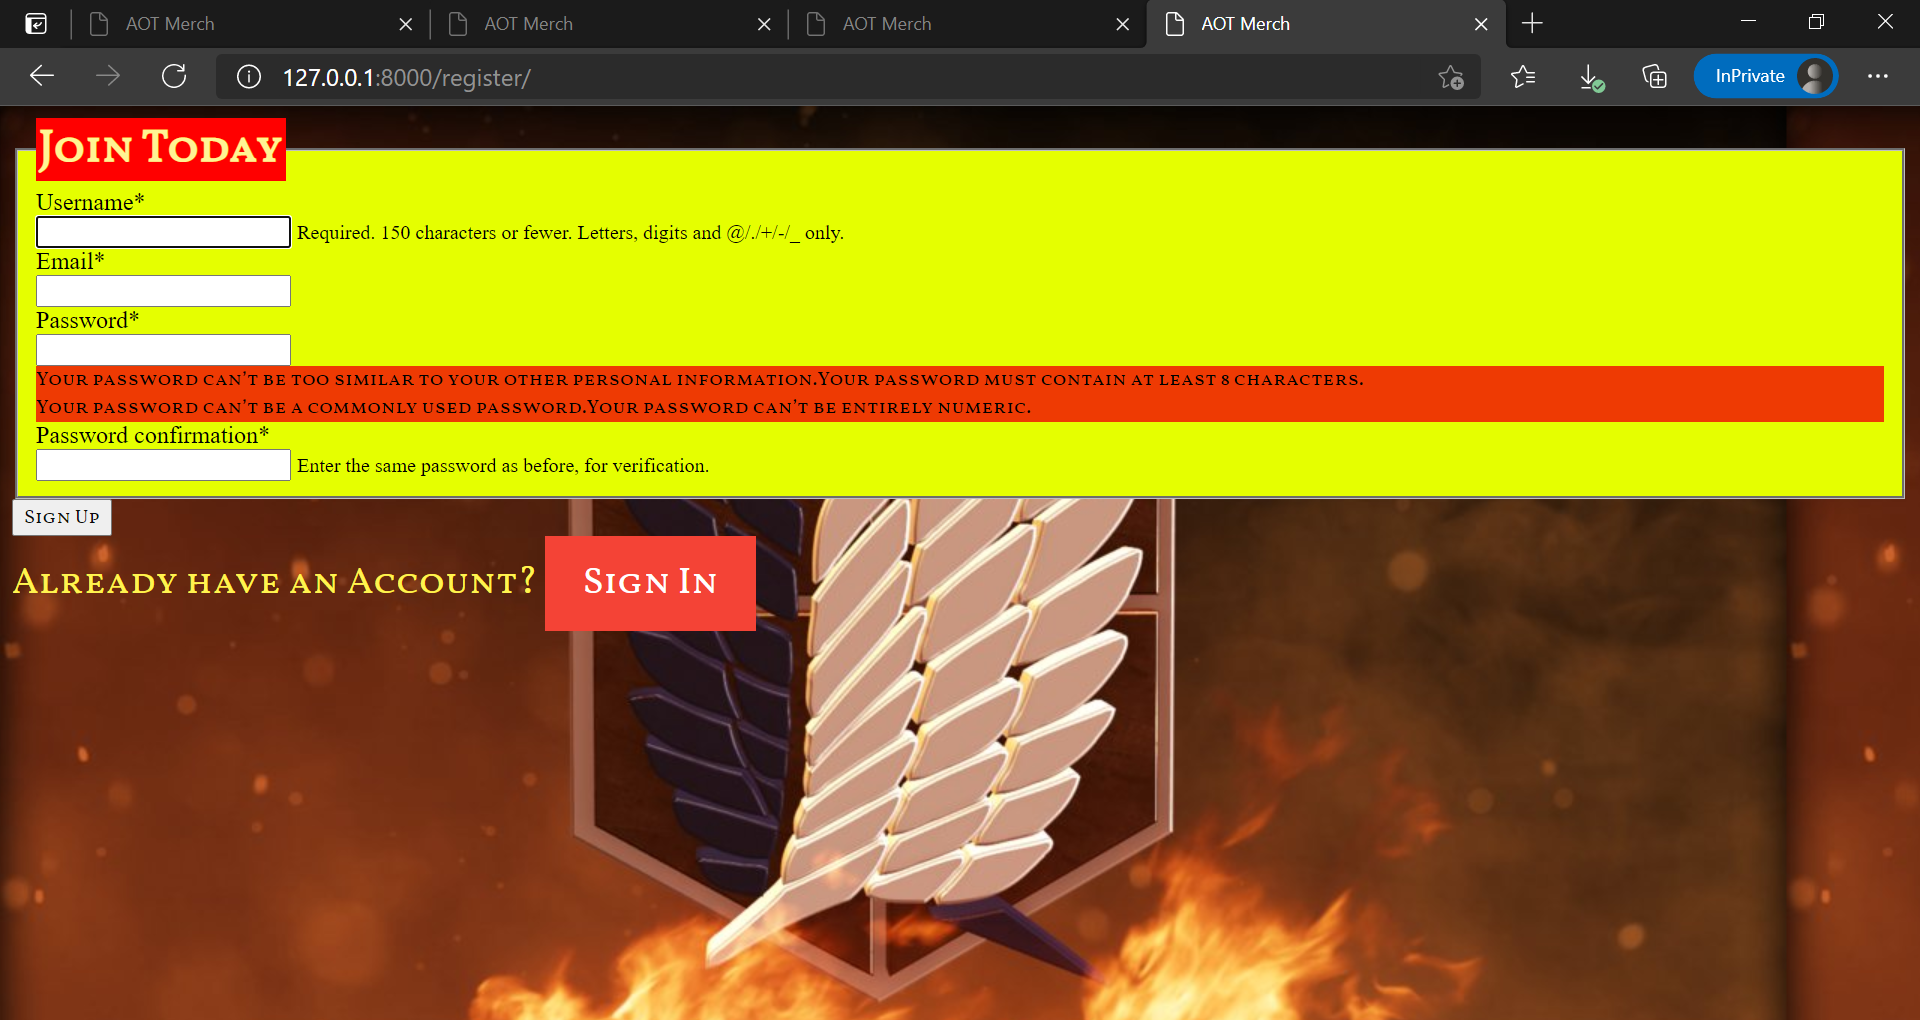 AOT Merch
AOT Merch
AOT Merch
AOT Merch
127.0.0.1:8000/register/
InPrivate
Join Today
Username*
Required. 150 characters or fewer. Letters, digits and @/./+/-/_ only.
Email*
Password*
Your password can't be too similar to your other personal information.Your password must contain at least 8 characters.
Your password can't be a commonly used password.Your password can't be entirely numeric.
Password confirmation*
Enter the same password as before, for verification.
Sign Up
Already have an Account? Sign In